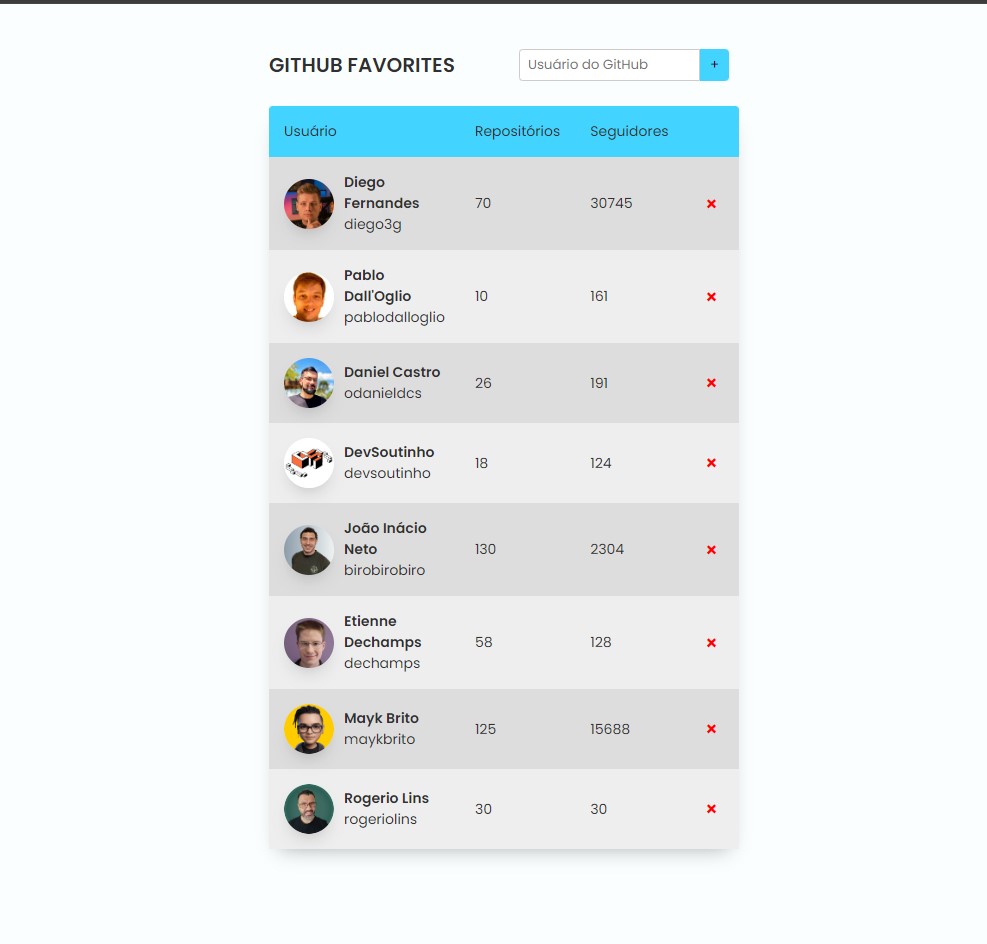 GITHUB FAVORITES
Usuário do GitHub +
Usuário Repositórios Seguidores
Diego
Fernandes
diego3g
70 30745
Pablo
Dall'Oglio
pablodalloglio
10 161
Daniel Castro
odanieldcs
26 191
DevSoutinho
devsoutinho
18 124
João Inácio
Neto
birobirobiro
130 2304
Etienne
Dechamps
dechamps
58 128
Mayk Brito
maykbrito
125 15688
Rogerio Lins
rogeriolins
30 30